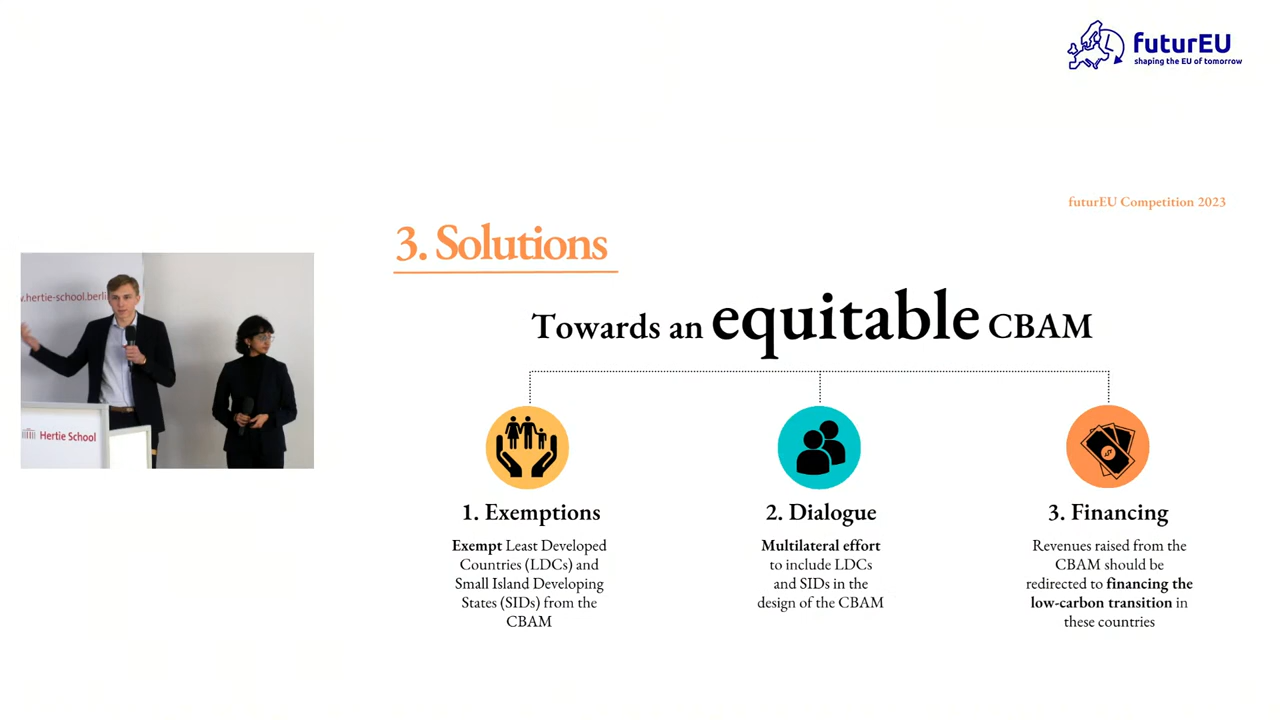 futurEU
shaping the EU of tomorrow
futurEU Competition 2023
3. Solutions
w.hertie-school.berlin
Towards an equitable CBAM
Hertie School
1. Exemptions
Exempt Least Developed
Countries (LDCs) and
Small Island Developing
States (SIDs) from the
CBAM
2. Dialogue
Multilateral effort
to include LDCs
and SIDs in the
design of the CBAM
3. Financing
Revenues raised from the
CBAM should be
redirected to financing the
low-carbon transition in
these countries